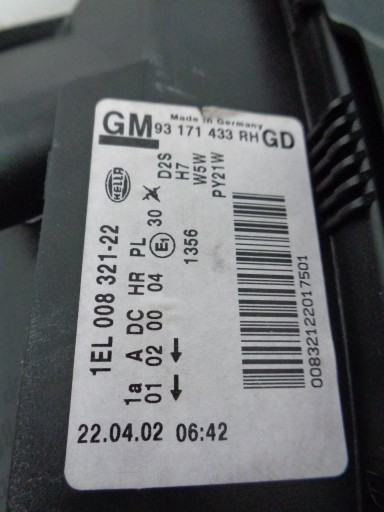 Made in Germany
GM 93 171 433 RH GD
HELLA
D2S
H7
W5W
PY21W
1EL 008 321-22
DC HR PL 30
1a A
01 02 00 04 E1
1356
22.04.02 06:42
00832122017501